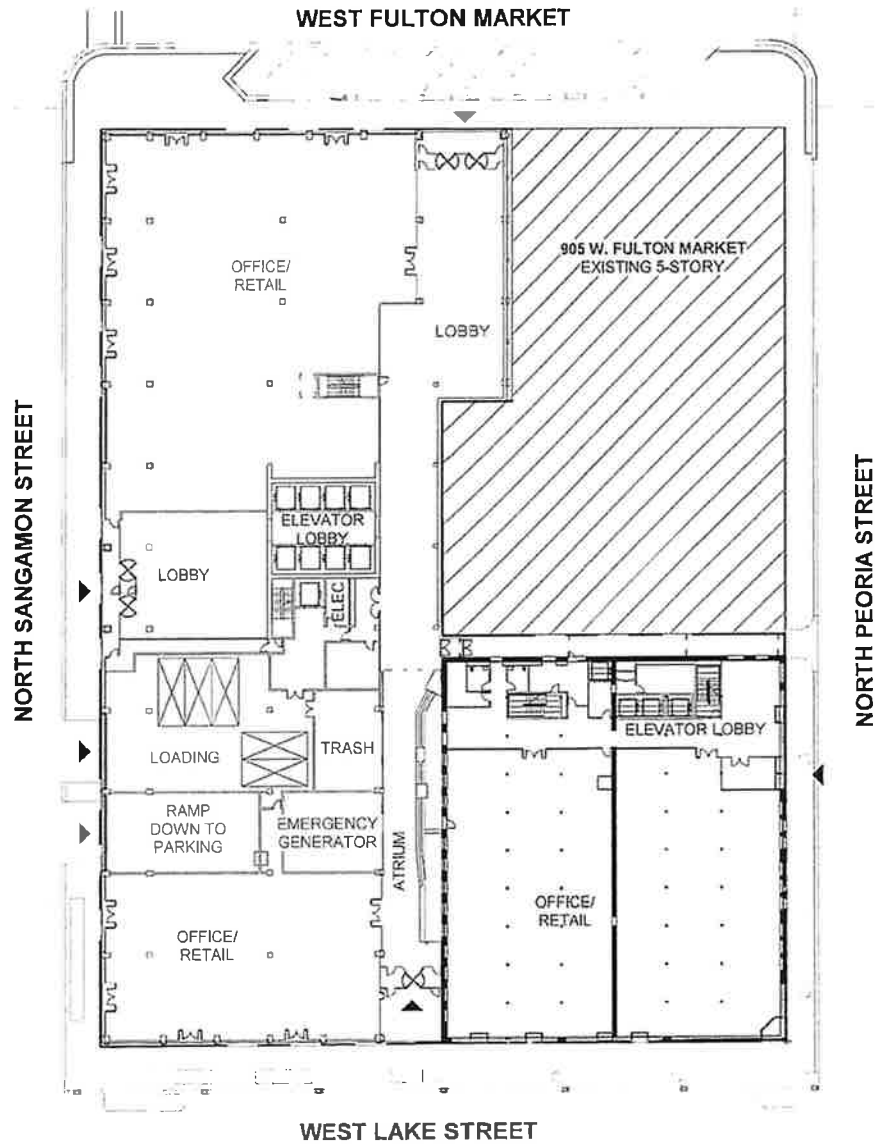 WEST FULTON MARKET
905 W. FULTON MARKET
EXISTING 5-STORY
OFFICE/
RETAIL
LOBBY
NORTH SANGAMON STREET
NORTH PEORIA STREET
ELEVATOR
LOBBY
LOBBY
ELEC
ELEVATOR LOBBY
LOADING
TRASH
RAMP
DOWN TO
PARKING
EMERGENCY
GENERATOR
ATRIUM
OFFICE/
RETAIL
OFFICE/
RETAIL
WEST LAKE STREET